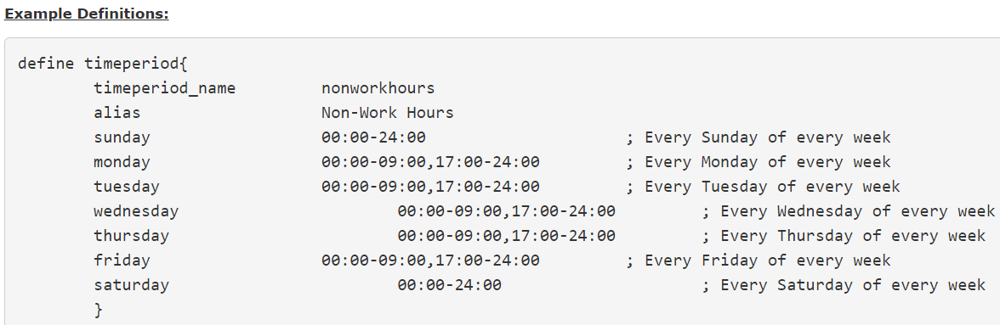 Example Definitions:
define timeperiod{
        timeperiod_name         nonworkhours
        alias                   Non-Work Hours
        sunday                  00:00-24:00                     ; Every Sunday of every week
        monday                  00:00-09:00,17:00-24:00         ; Every Monday of every week
        tuesday                 00:00-09:00,17:00-24:00         ; Every Tuesday of every week
        wednesday                       00:00-09:00,17:00-24:00         ; Every Wednesday of every week
        thursday                        00:00-09:00,17:00-24:00         ; Every Thursday of every week
        friday                  00:00-09:00,17:00-24:00         ; Every Friday of every week
        saturday                        00:00-24:00                     ; Every Saturday of every week
        }